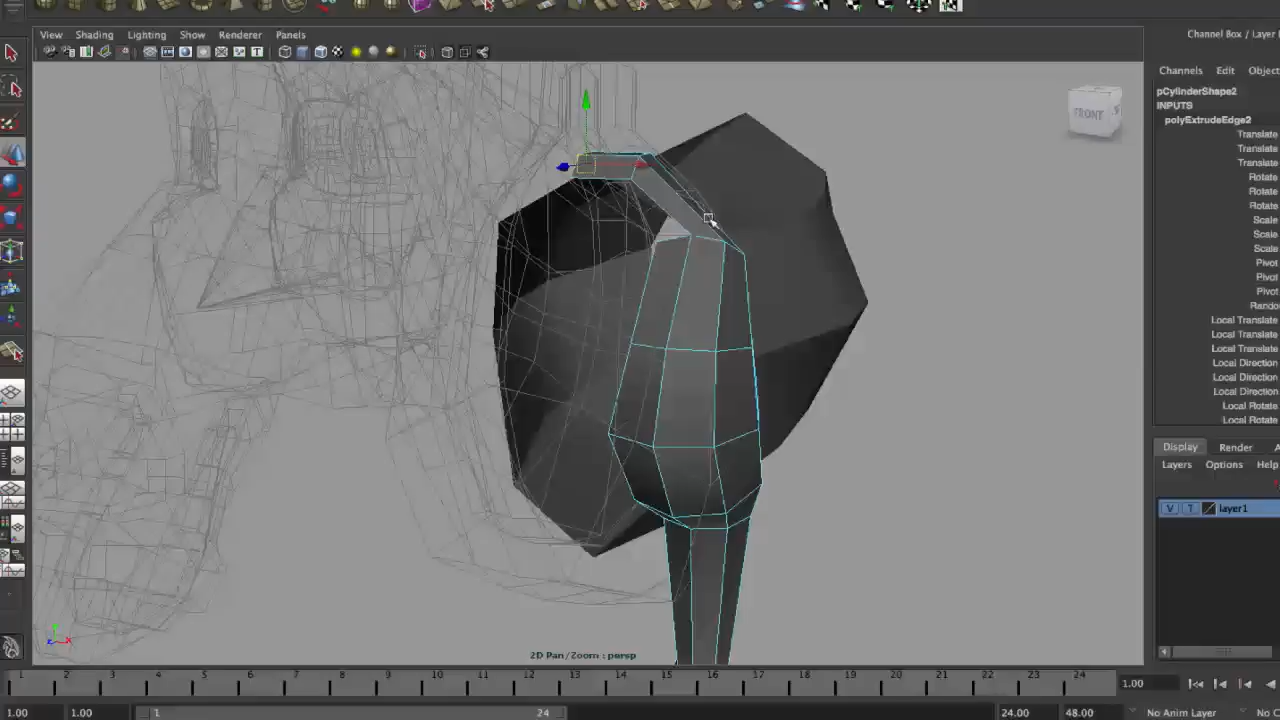 View Shading Lighting Show Renderer Panels
Channel Box / Layer
Channels Edit Object
pCylinderShape2
INPUTS
polyExtrudeEdge2
Translate
Translate
Translate
Rotate
Rotate
Rotate
Scale
Scale
Scale
Pivot
Pivot
Pivot
Rando
Local Translate
Local Translate
Local Translate
Local Direction
Local Direction
Local Direction
Local Rotate
Local Rotate
FRONT
Display Render
Layers Options Help
V T layer1
2D Pan/Zoom : persp
1 2 3 4 5 6 7 8 9 10 11 12 13 14 15 16 17 18 19 20 21 22 23 24
1.00
1.00 1.00 1 24 24.00 48.00 No Anim Layer No C